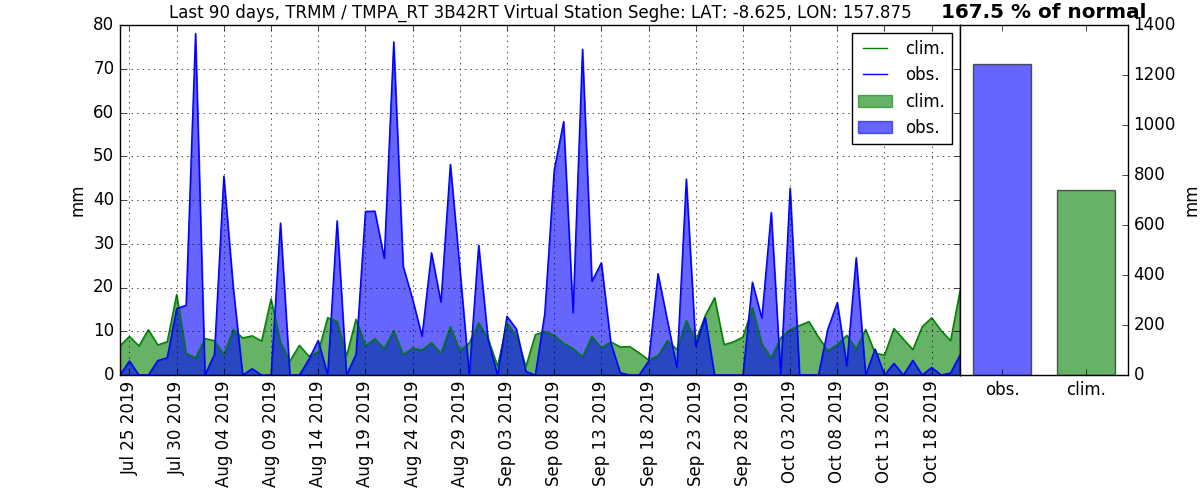 Last 90 days, TRMM / TMPA_RT 3B42RT Virtual Station Seghe: LAT: -8.625, LON: 157.875
167.5 % of normal
80
70
60
50
40
30
20
10
0
mm
clim.
obs.
clim.
obs.
1400
1200
1000
800
600
400
200
0
mm
Jul 25 2019
Jul 30 2019
Aug 04 2019
Aug 09 2019
Aug 14 2019
Aug 19 2019
Aug 24 2019
Aug 29 2019
Sep 03 2019
Sep 08 2019
Sep 13 2019
Sep 18 2019
Sep 23 2019
Sep 28 2019
Oct 03 2019
Oct 08 2019
Oct 13 2019
Oct 18 2019
obs.
clim.